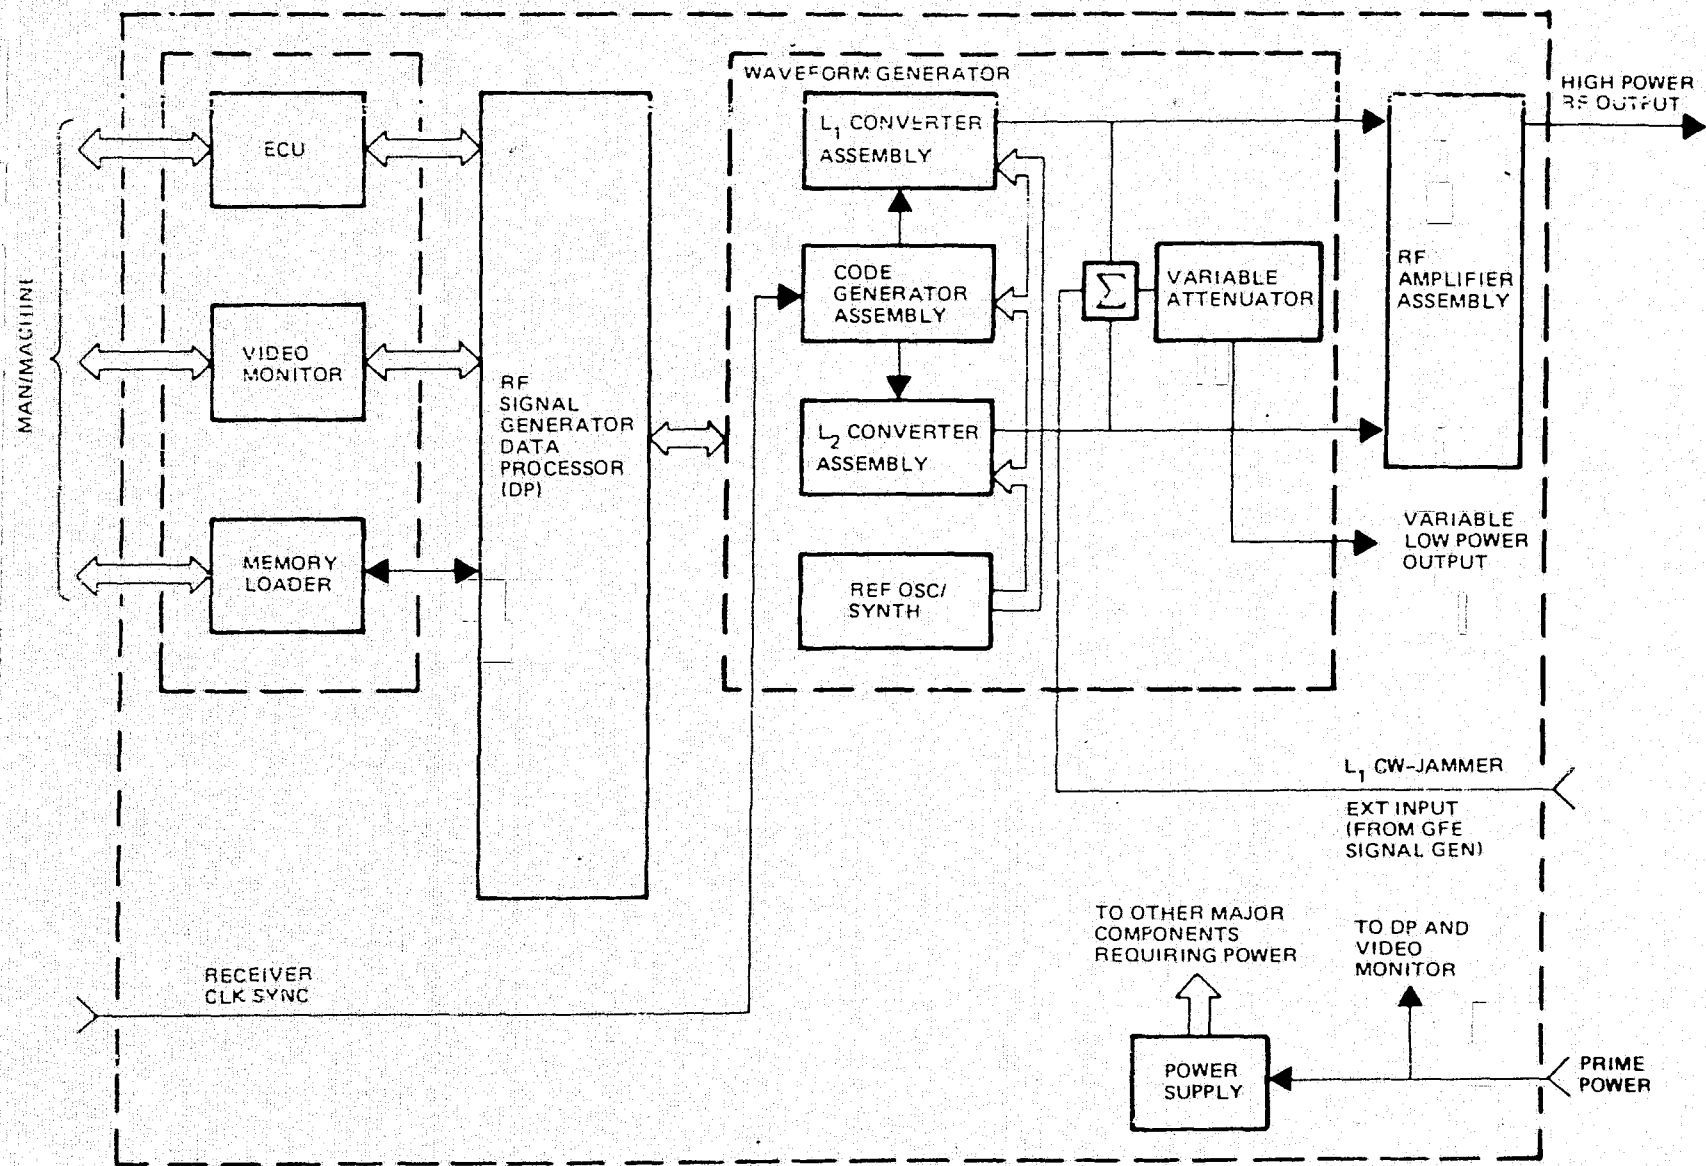 WAVEFORM GENERATOR
HIGH POWER
RF OUTPUT
ECU
L1 CONVERTER
ASSEMBLY
MAN/MACHINE
CODE
GENERATOR
ASSEMBLY
Σ
VARIABLE
ATTENUATOR
RF
AMPLIFIER
ASSEMBLY
VIDEO
MONITOR
RF
SIGNAL
GENERATOR
DATA
PROCESSOR
(DP)
L2 CONVERTER
ASSEMBLY
MEMORY
LOADER
REF OSC/
SYNTH
VARIABLE
LOW POWER
OUTPUT
L1 CW-JAMMER
EXT INPUT
(FROM GFE
SIGNAL GEN)
TO OTHER MAJOR
COMPONENTS
REQUIRING POWER
TO DP AND
VIDEO
MONITOR
RECEIVER
CLK SYNC
POWER
SUPPLY
PRIME
POWER